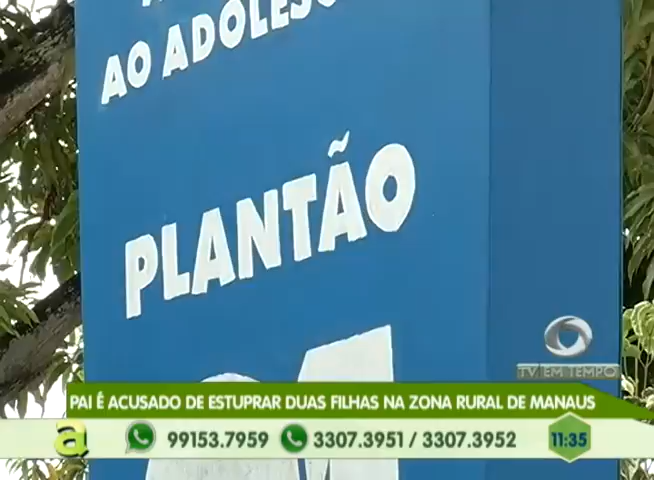 AO ADOLESC
PLANTÃO
TV EM TEMPO
PAI É ACUSADO DE ESTUPRAR DUAS FILHAS NA ZONA RURAL DE MANAUS
a 99153.7959 3307.3951 / 3307.3952 11:35